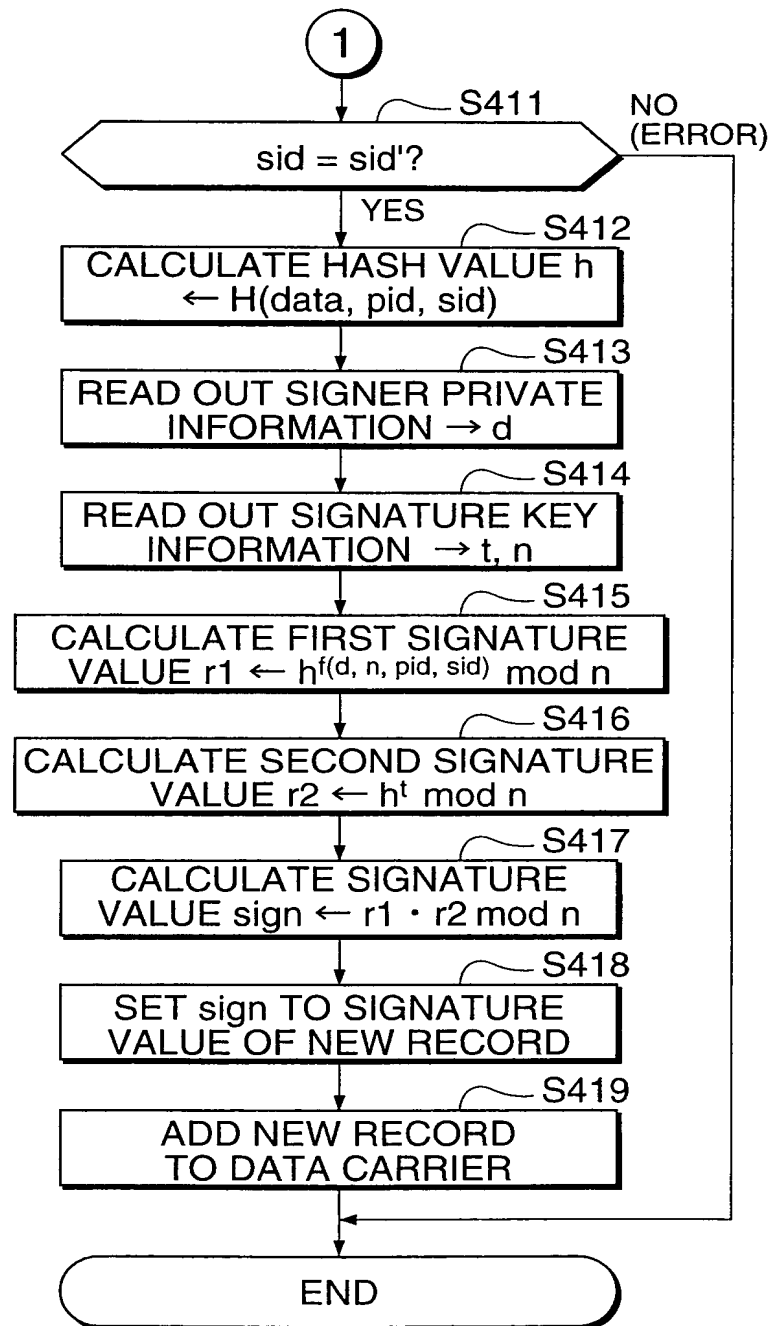 1
S411
NO
(ERROR)
sid = sid'?
YES
S412
CALCULATE HASH VALUE h
← H(data, pid, sid)
S413
READ OUT SIGNER PRIVATE
INFORMATION → d
S414
READ OUT SIGNATURE KEY
INFORMATION → t, n
S415
CALCULATE FIRST SIGNATURE
VALUE r1 ← h^f(d, n, pid, sid) mod n
S416
CALCULATE SECOND SIGNATURE
VALUE r2 ← h^t mod n
S417
CALCULATE SIGNATURE
VALUE sign ← r1 · r2 mod n
S418
SET sign TO SIGNATURE
VALUE OF NEW RECORD
S419
ADD NEW RECORD
TO DATA CARRIER
END